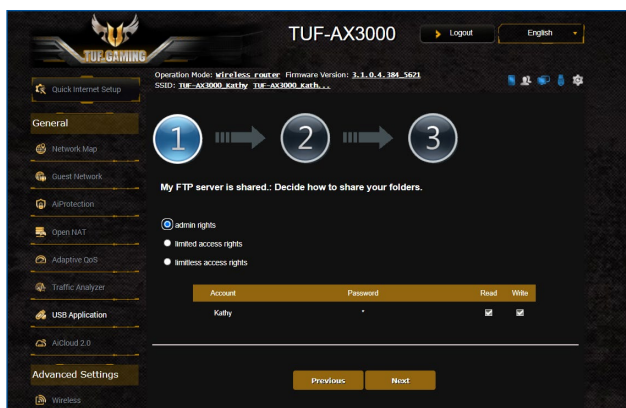 TUF GAMING
TUF-AX3000
Logout
English
Operation Mode: Wireless router Firmware Version: 3.1.0.4.384_5621
SSID: TUF-AX3000_Kathy TUF-AX3000_Kath...
Quick Internet Setup
General
Network Map
Guest Network
AiProtection
Open NAT
Adaptive QoS
Traffic Analyzer
USB Application
AiCloud 2.0
Advanced Settings
Wireless
1 2 3
My FTP server is shared.: Decide how to share your folders.
admin rights
limited access rights
limitless access rights
Account Password Read Write
Kathy *
Previous Next